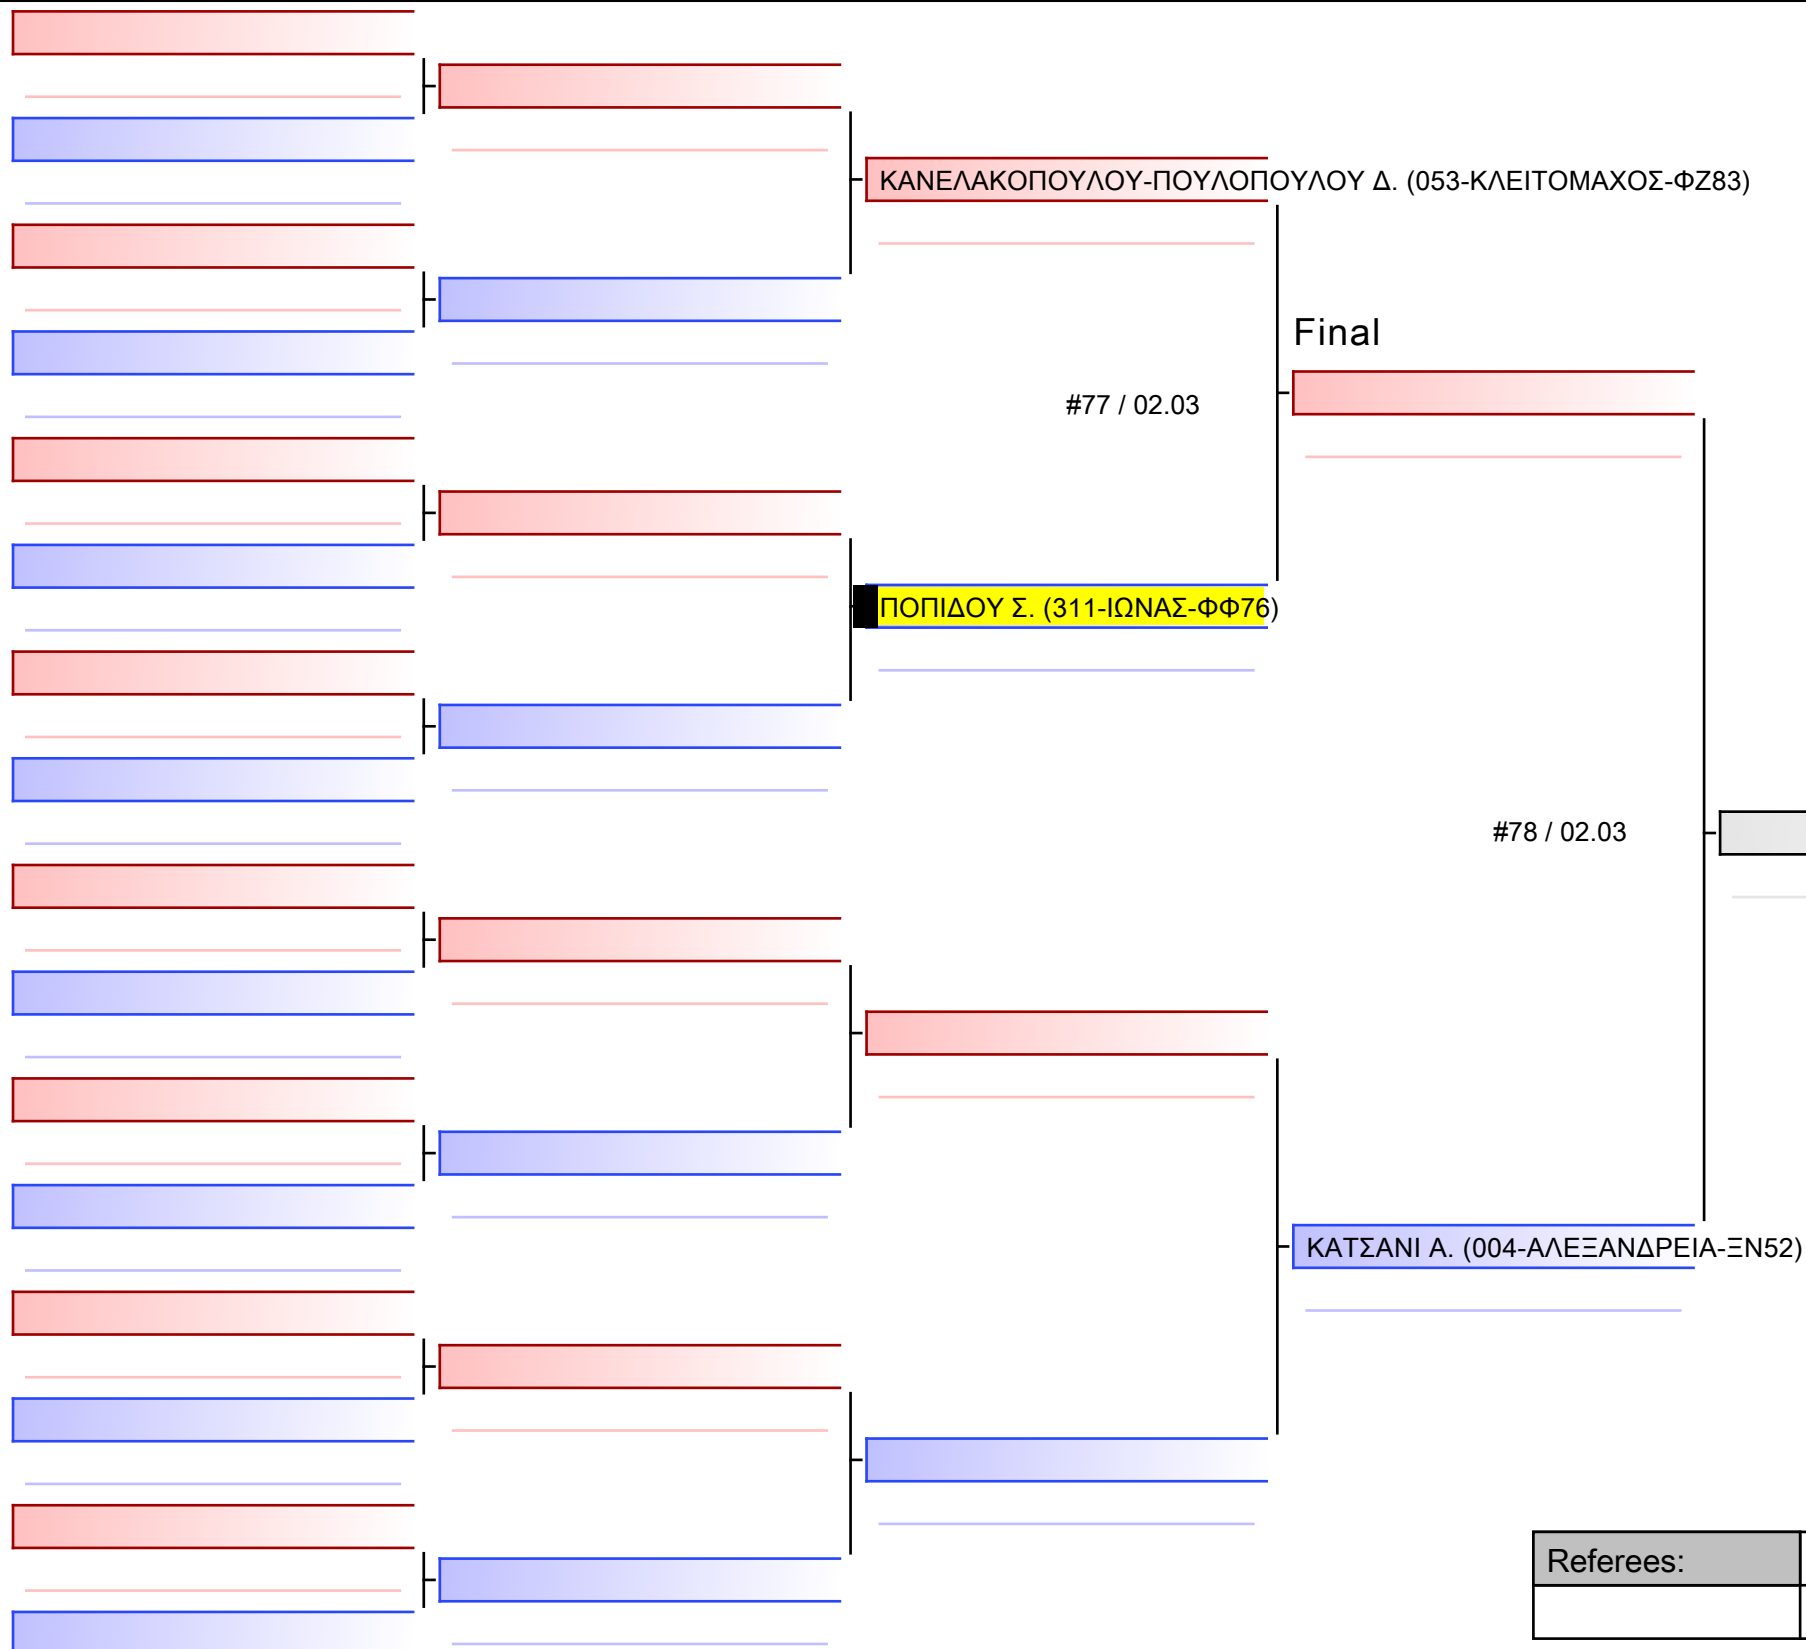 ΚΑΝΕΛΑΚΟΠΟΥΛΟΥ-ΠΟΥΛΟΠΟΥΛΟΥ Δ. (053-ΚΛΕΙΤΟΜΑΧΟΣ-ΦΖ83)
Final
#77 / 02.03
ΠΟΠΙΔΟΥ Σ. (311-ΙΩΝΑΣ-ΦΦ76)
#78 / 02.03
ΚΑΤΣΑΝΙ Α. (004-ΑΛΕΞΑΝΔΡΕΙΑ-ΞΝ52)
Referees: